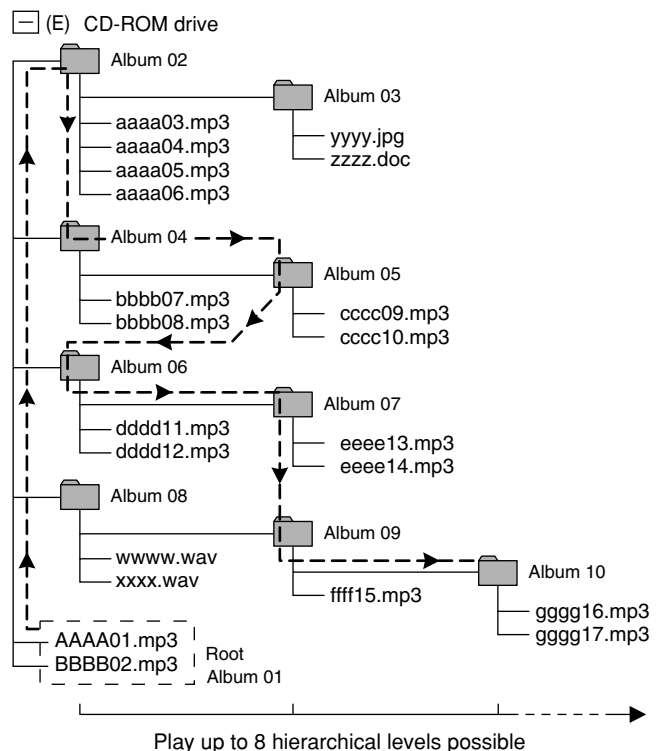 (E) CD-ROM drive
Album 02
Album 03
aaaa03.mp3
aaaa04.mp3
aaaa05.mp3
aaaa06.mp3
yyyy.jpg
zzzz.doc
Album 04
Album 05
bbbb07.mp3
bbbb08.mp3
cccc09.mp3
cccc10.mp3
Album 06
Album 07
dddd11.mp3
dddd12.mp3
eeee13.mp3
eeee14.mp3
Album 08
Album 09
wwww.wav
xxxx.wav
ffff15.mp3
Album 10
gggg16.mp3
gggg17.mp3
AAAA01.mp3
BBBB02.mp3
Root
Album 01
Play up to 8 hierarchical levels possible